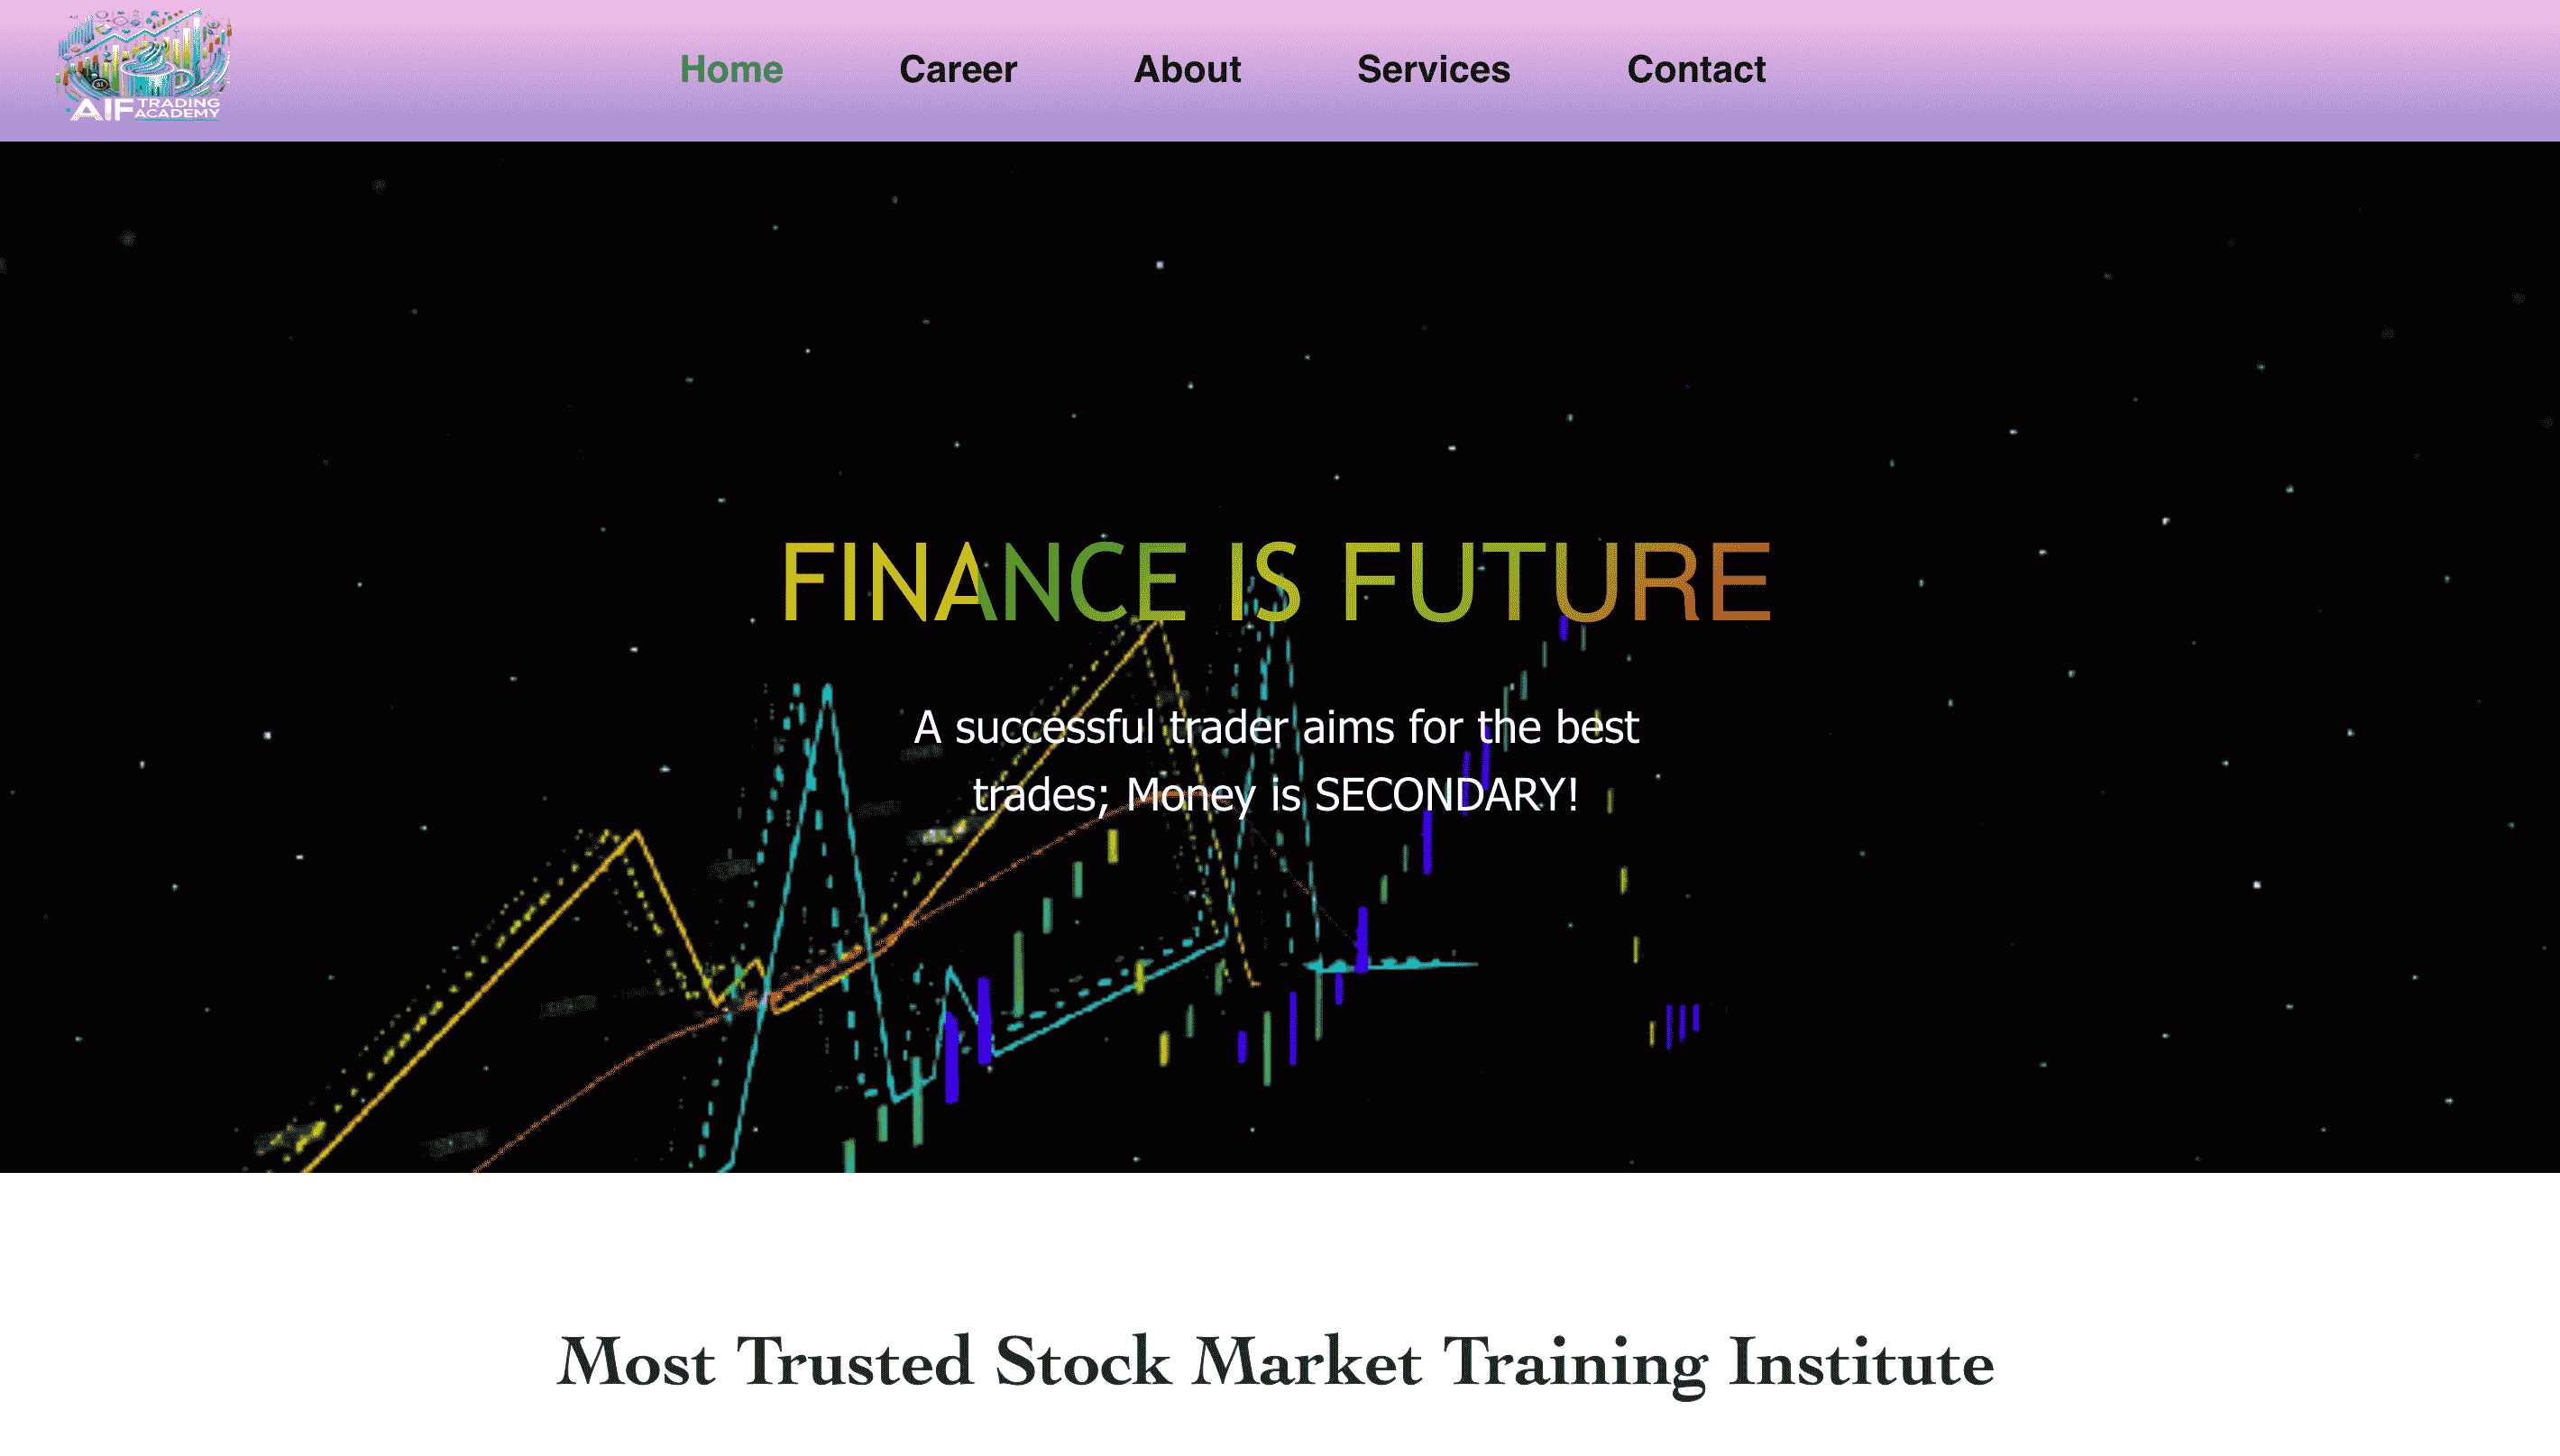 AIF TRADING ACADEMY
Home Career About Services Contact
FINANCE IS FUTURE
A successful trader aims for the best
trades; Money is SECONDARY!
Most Trusted Stock Market Training Institute